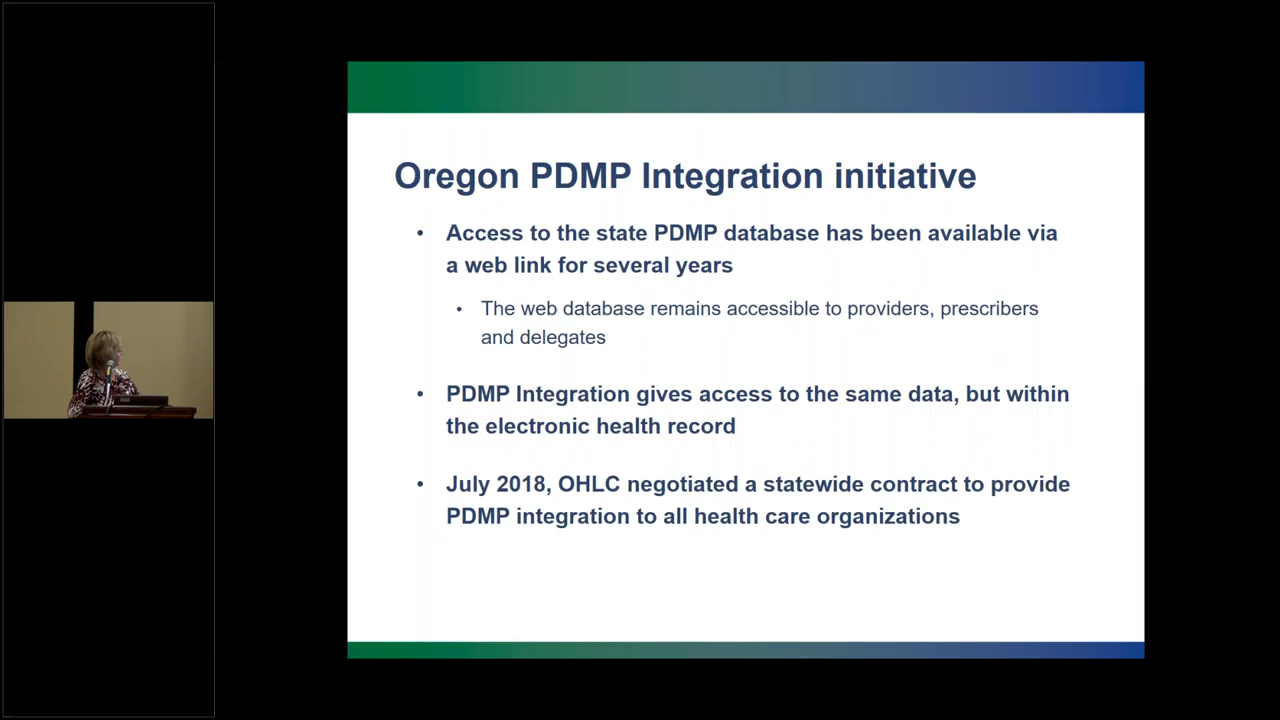 Oregon PDMP Integration initiative
• Access to the state PDMP database has been available via
a web link for several years
• The web database remains accessible to providers, prescribers
and delegates
• PDMP Integration gives access to the same data, but within
the electronic health record
• July 2018, OHLC negotiated a statewide contract to provide
PDMP integration to all health care organizations